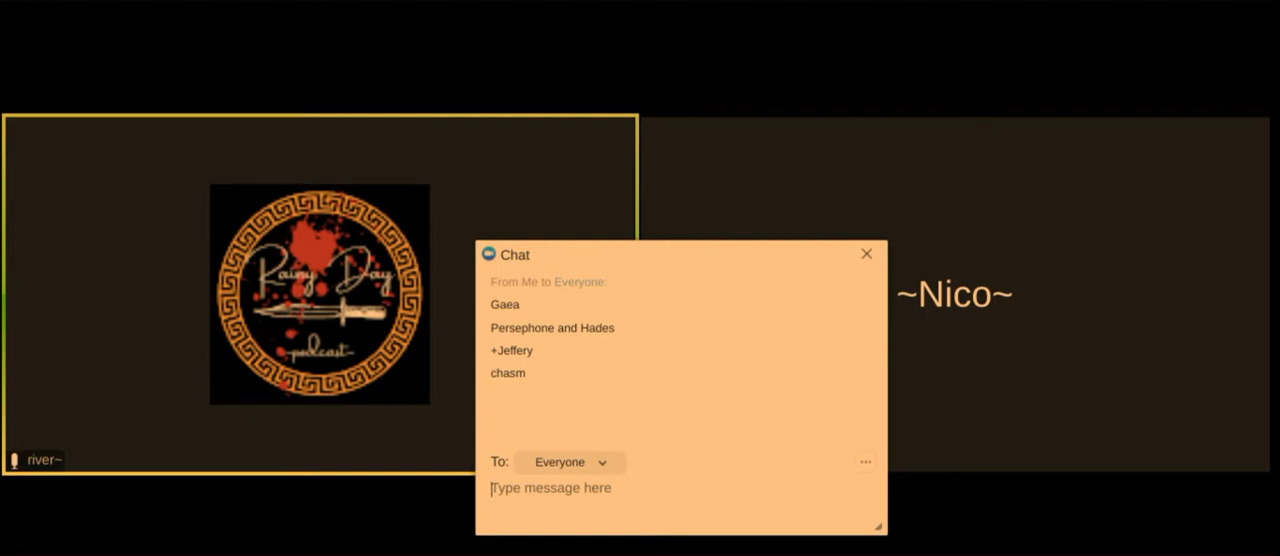 Rainy Day
-podcast-
river~
Chat
From Me to Everyone:
Gaea
Persephone and Hades
+Jeffery
chasm
To: Everyone
Type message here
~Nico~